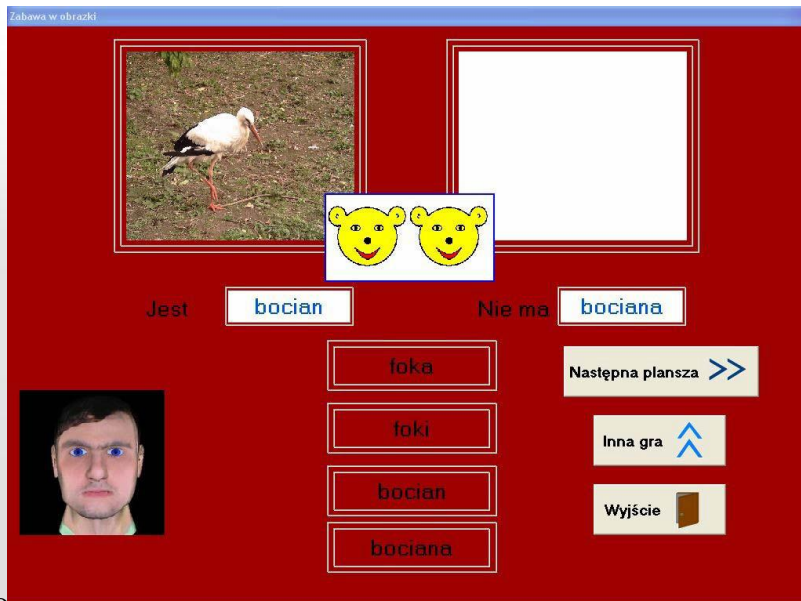 Zabawa w obrazki
Jest bocian Nie ma bociana
foka
foki
bocian
bociana
Następna plansza >>
Inna gra
Wyjście